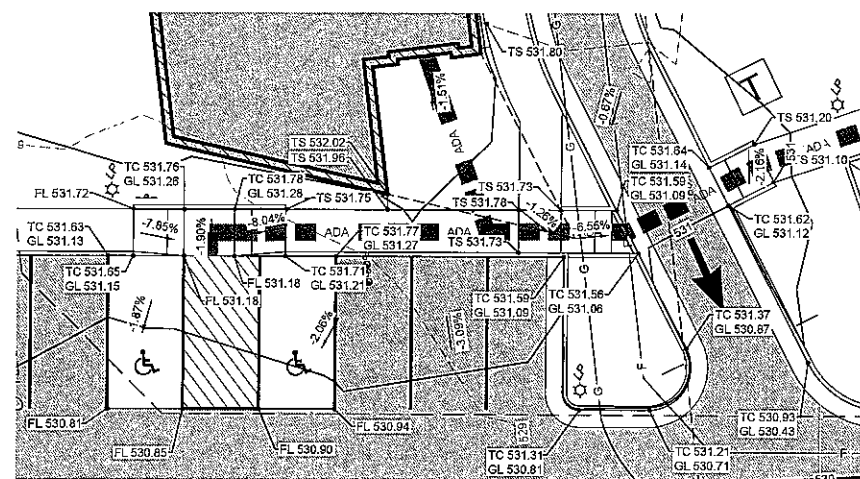 TS 531.80
-1.51%
ADA
G
-0.67%
G
TS 531.20
TS 532.02
TS 531.96
TC 531.64
GL 531.14
ADA
TS 531.10
531
-2.18%
TC 531.76
GL 531.26
TC 531.78
GL 531.28
TS 531.75
FL 531.72
TS 531.73
TS 531.78
-1.26%
TC 531.59
GL 531.09
ADA
TC 531.63
GL 531.13
-7.85%
-1.90%
-8.04%
ADA
TC 531.77
GL 531.27
ADA
TS 531.73
-6.55%
531
TC 531.62
GL 531.12
TC 531.65
GL 531.15
FL 531.18
FL 531.18
TC 531.71
GL 531.21
G
-1.87%
-2.06%
-3.09%
TC 531.59
GL 531.09
TC 531.56
GL 531.06
TC 531.37
GL 530.87
F
G
FL 530.81
FL 530.85
FL 530.90
FL 530.94
529
TC 531.31
GL 530.81
TC 531.21
GL 530.71
TC 530.93
GL 530.43
F